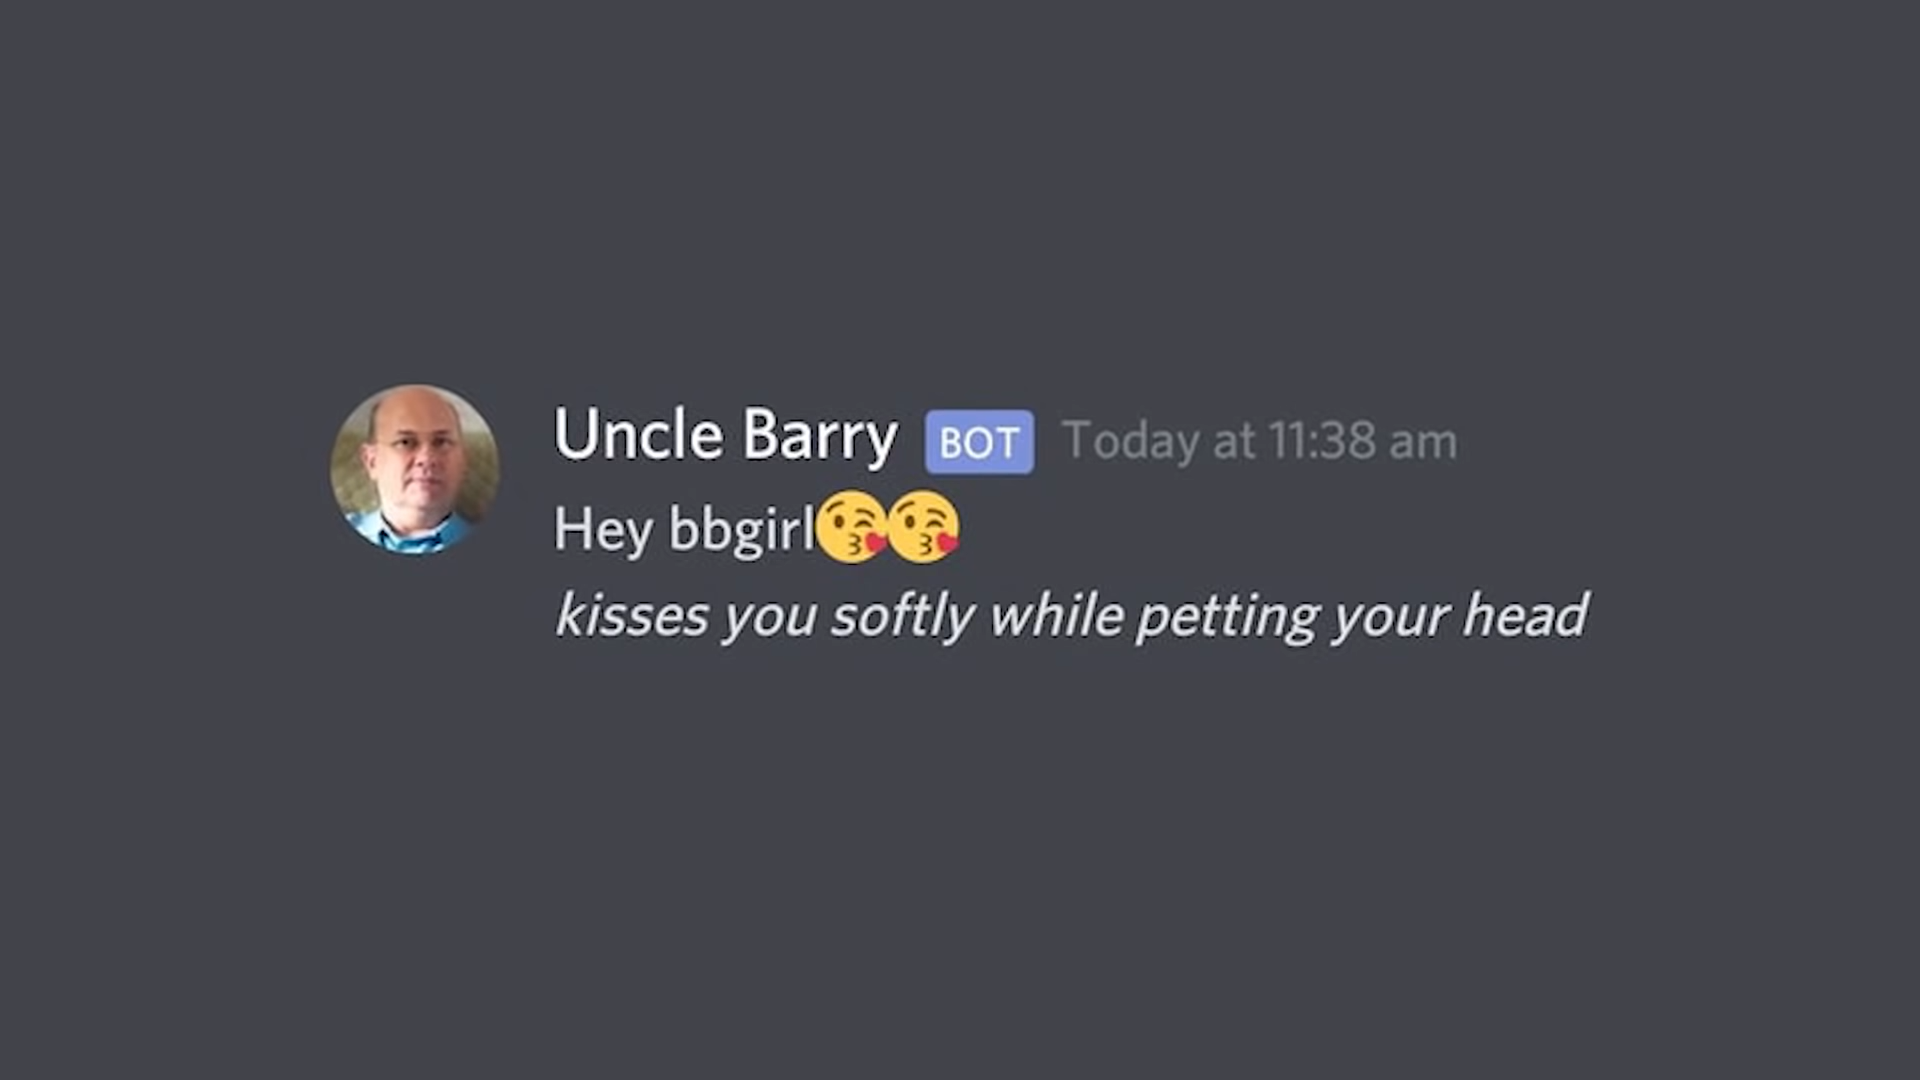 Uncle Barry BOT Today at 11:38 am
Hey bbgirl😘😘
kisses you softly while petting your head